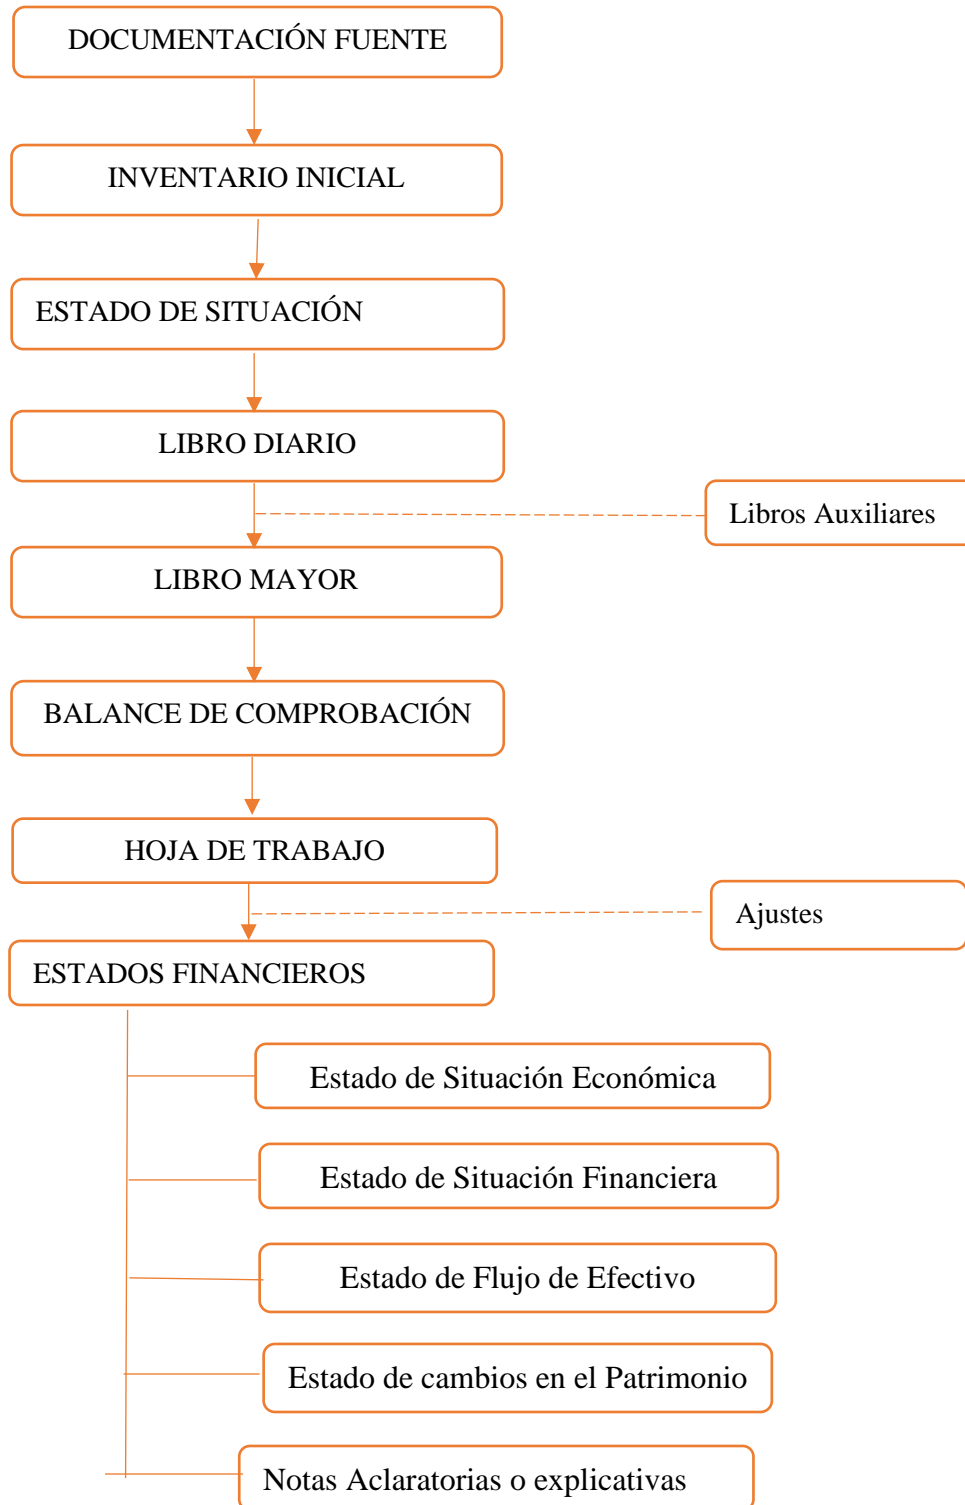 DOCUMENTACIÓN FUENTE
INVENTARIO INICIAL
ESTADO DE SITUACIÓN
LIBRO DIARIO
Libros Auxiliares
LIBRO MAYOR
BALANCE DE COMPROBACIÓN
HOJA DE TRABAJO
Ajustes
ESTADOS FINANCIEROS
Estado de Situación Económica
Estado de Situación Financiera
Estado de Flujo de Efectivo
Estado de cambios en el Patrimonio
Notas Aclaratorias o explicativas